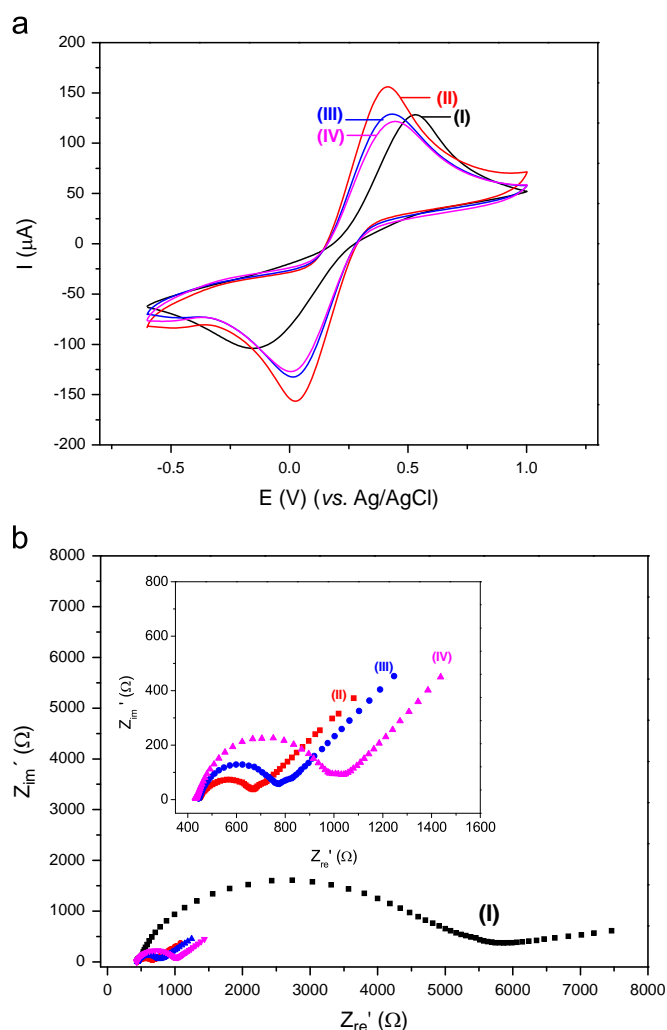 a
200
150
100
50
0
-50
-100
-150
-200
I (μA)
(II)
(III)
(I)
(IV)
-0.5 0.0 0.5 1.0
E (V) (vs. Ag/AgCl)
b
8000
7000
6000
5000
4000
3000
2000
1000
0
Zim´ (Ω)
800
600
400
200
0
Zim´ (Ω)
(II) (III) (IV)
400 600 800 1000 1200 1400 1600
Zre' (Ω)
(I)
0 1000 2000 3000 4000 5000 6000 7000 8000
Zre' (Ω)